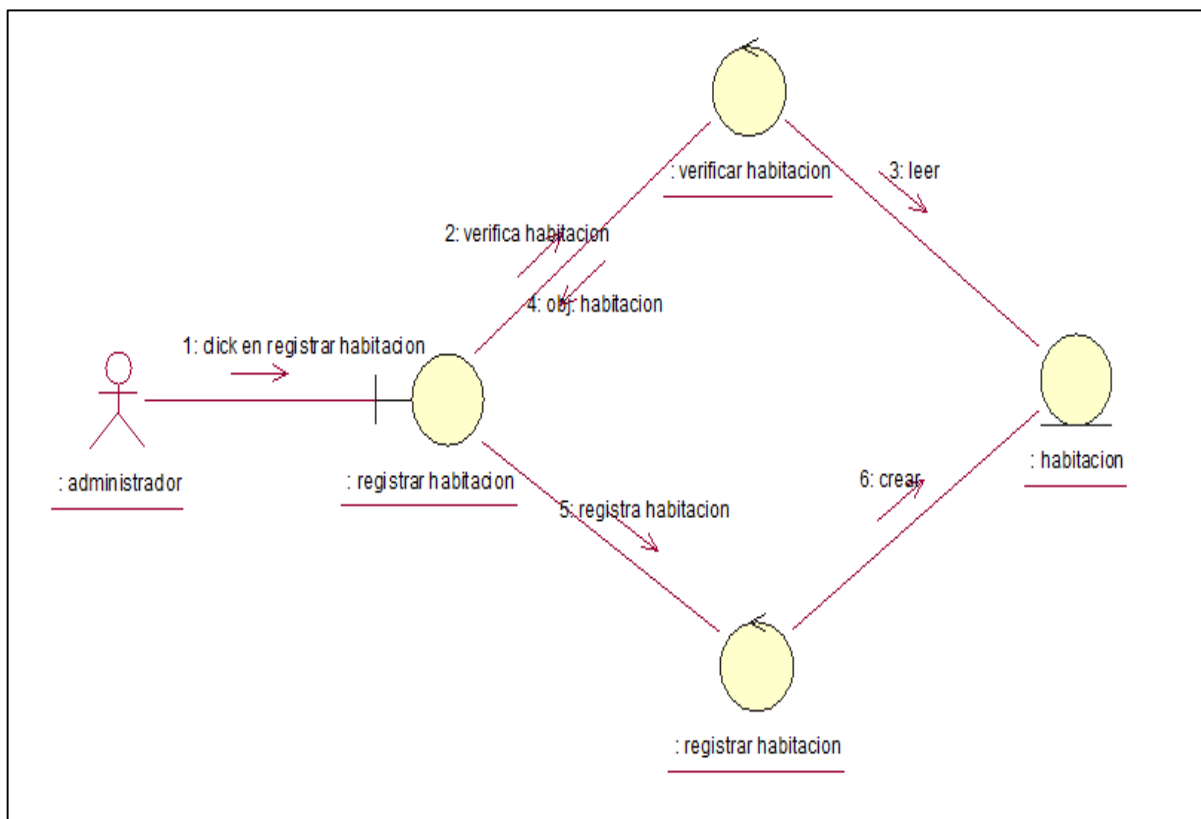 : verificar habitacion
3: leer
2: verifica habitacion
4: obj. habitacion
1: click en registrar habitacion
: administrador
: registrar habitacion
: habitacion
5: registra habitacion
6: crear
: registrar habitacion